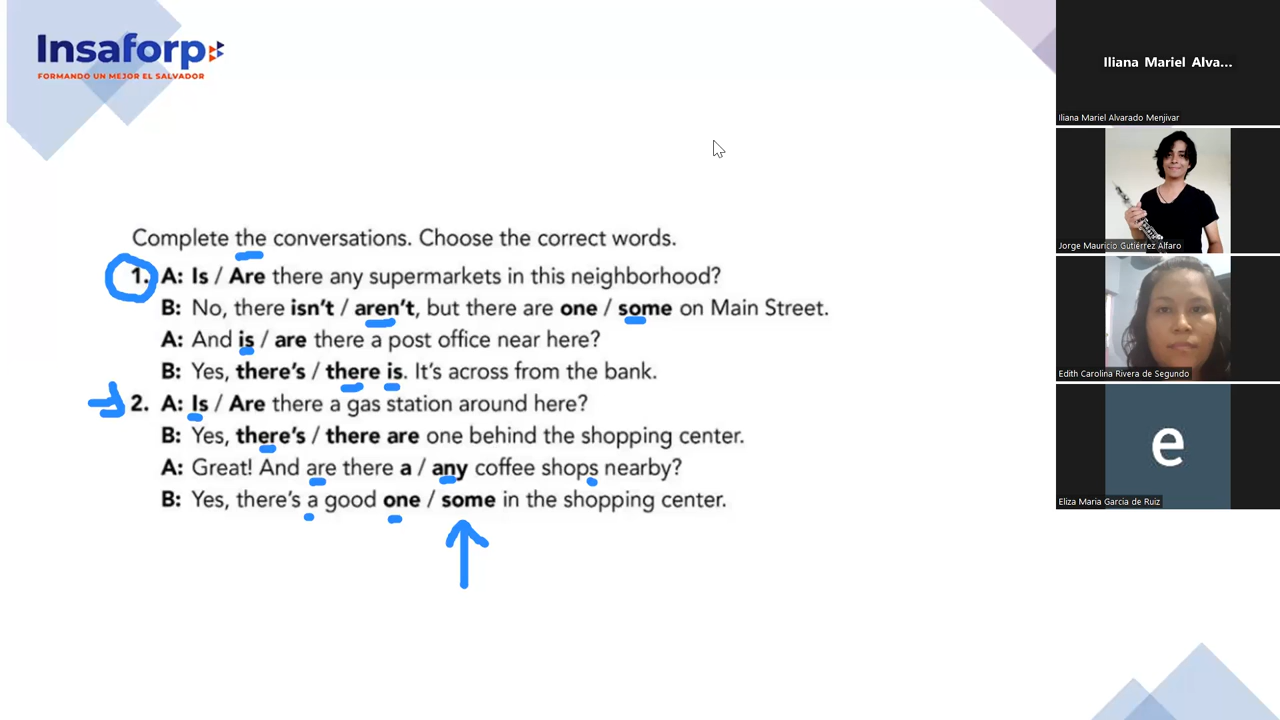 Insaforp
FORMANDO UN MEJOR EL SALVADOR
Complete the conversations. Choose the correct words.
1. A: Is / Are there any supermarkets in this neighborhood?
B: No, there isn't / aren't, but there are one / some on Main Street.
A: And is / are there a post office near here?
B: Yes, there's / there is. It's across from the bank.
2. A: Is / Are there a gas station around here?
B: Yes, there's / there are one behind the shopping center.
A: Great! And are there a / any coffee shops nearby?
B: Yes, there's a good one / some in the shopping center.
Iliana Mariel Alva...
Iliana Mariel Alvarado Menjivar
Jorge Mauricio Gutiérrez Alfaro
Edith Carolina Rivera de Segundo
e
Eliza Maria Garcia de Ruiz